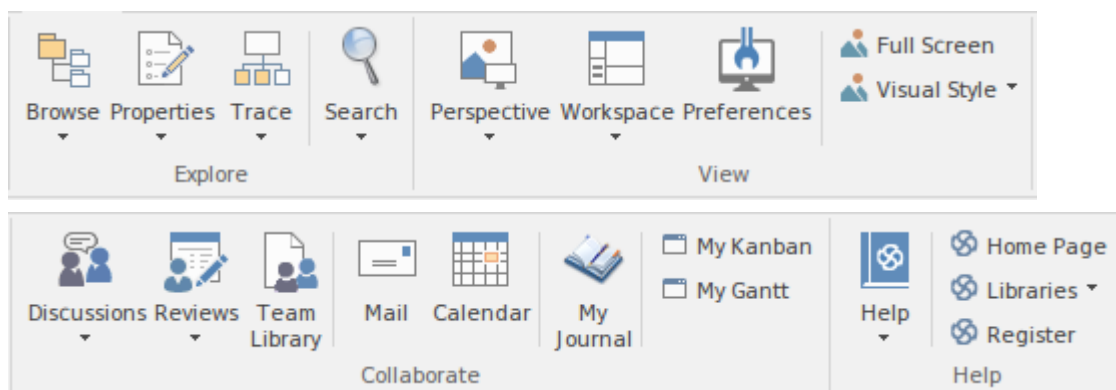 Browse Properties Trace Search Perspective Workspace Preferences Full Screen
Visual Style
Explore View
Discussions Reviews Team Library Mail Calendar My Journal My Kanban
My Gantt
Help Home Page
Libraries
Register
Collaborate Help